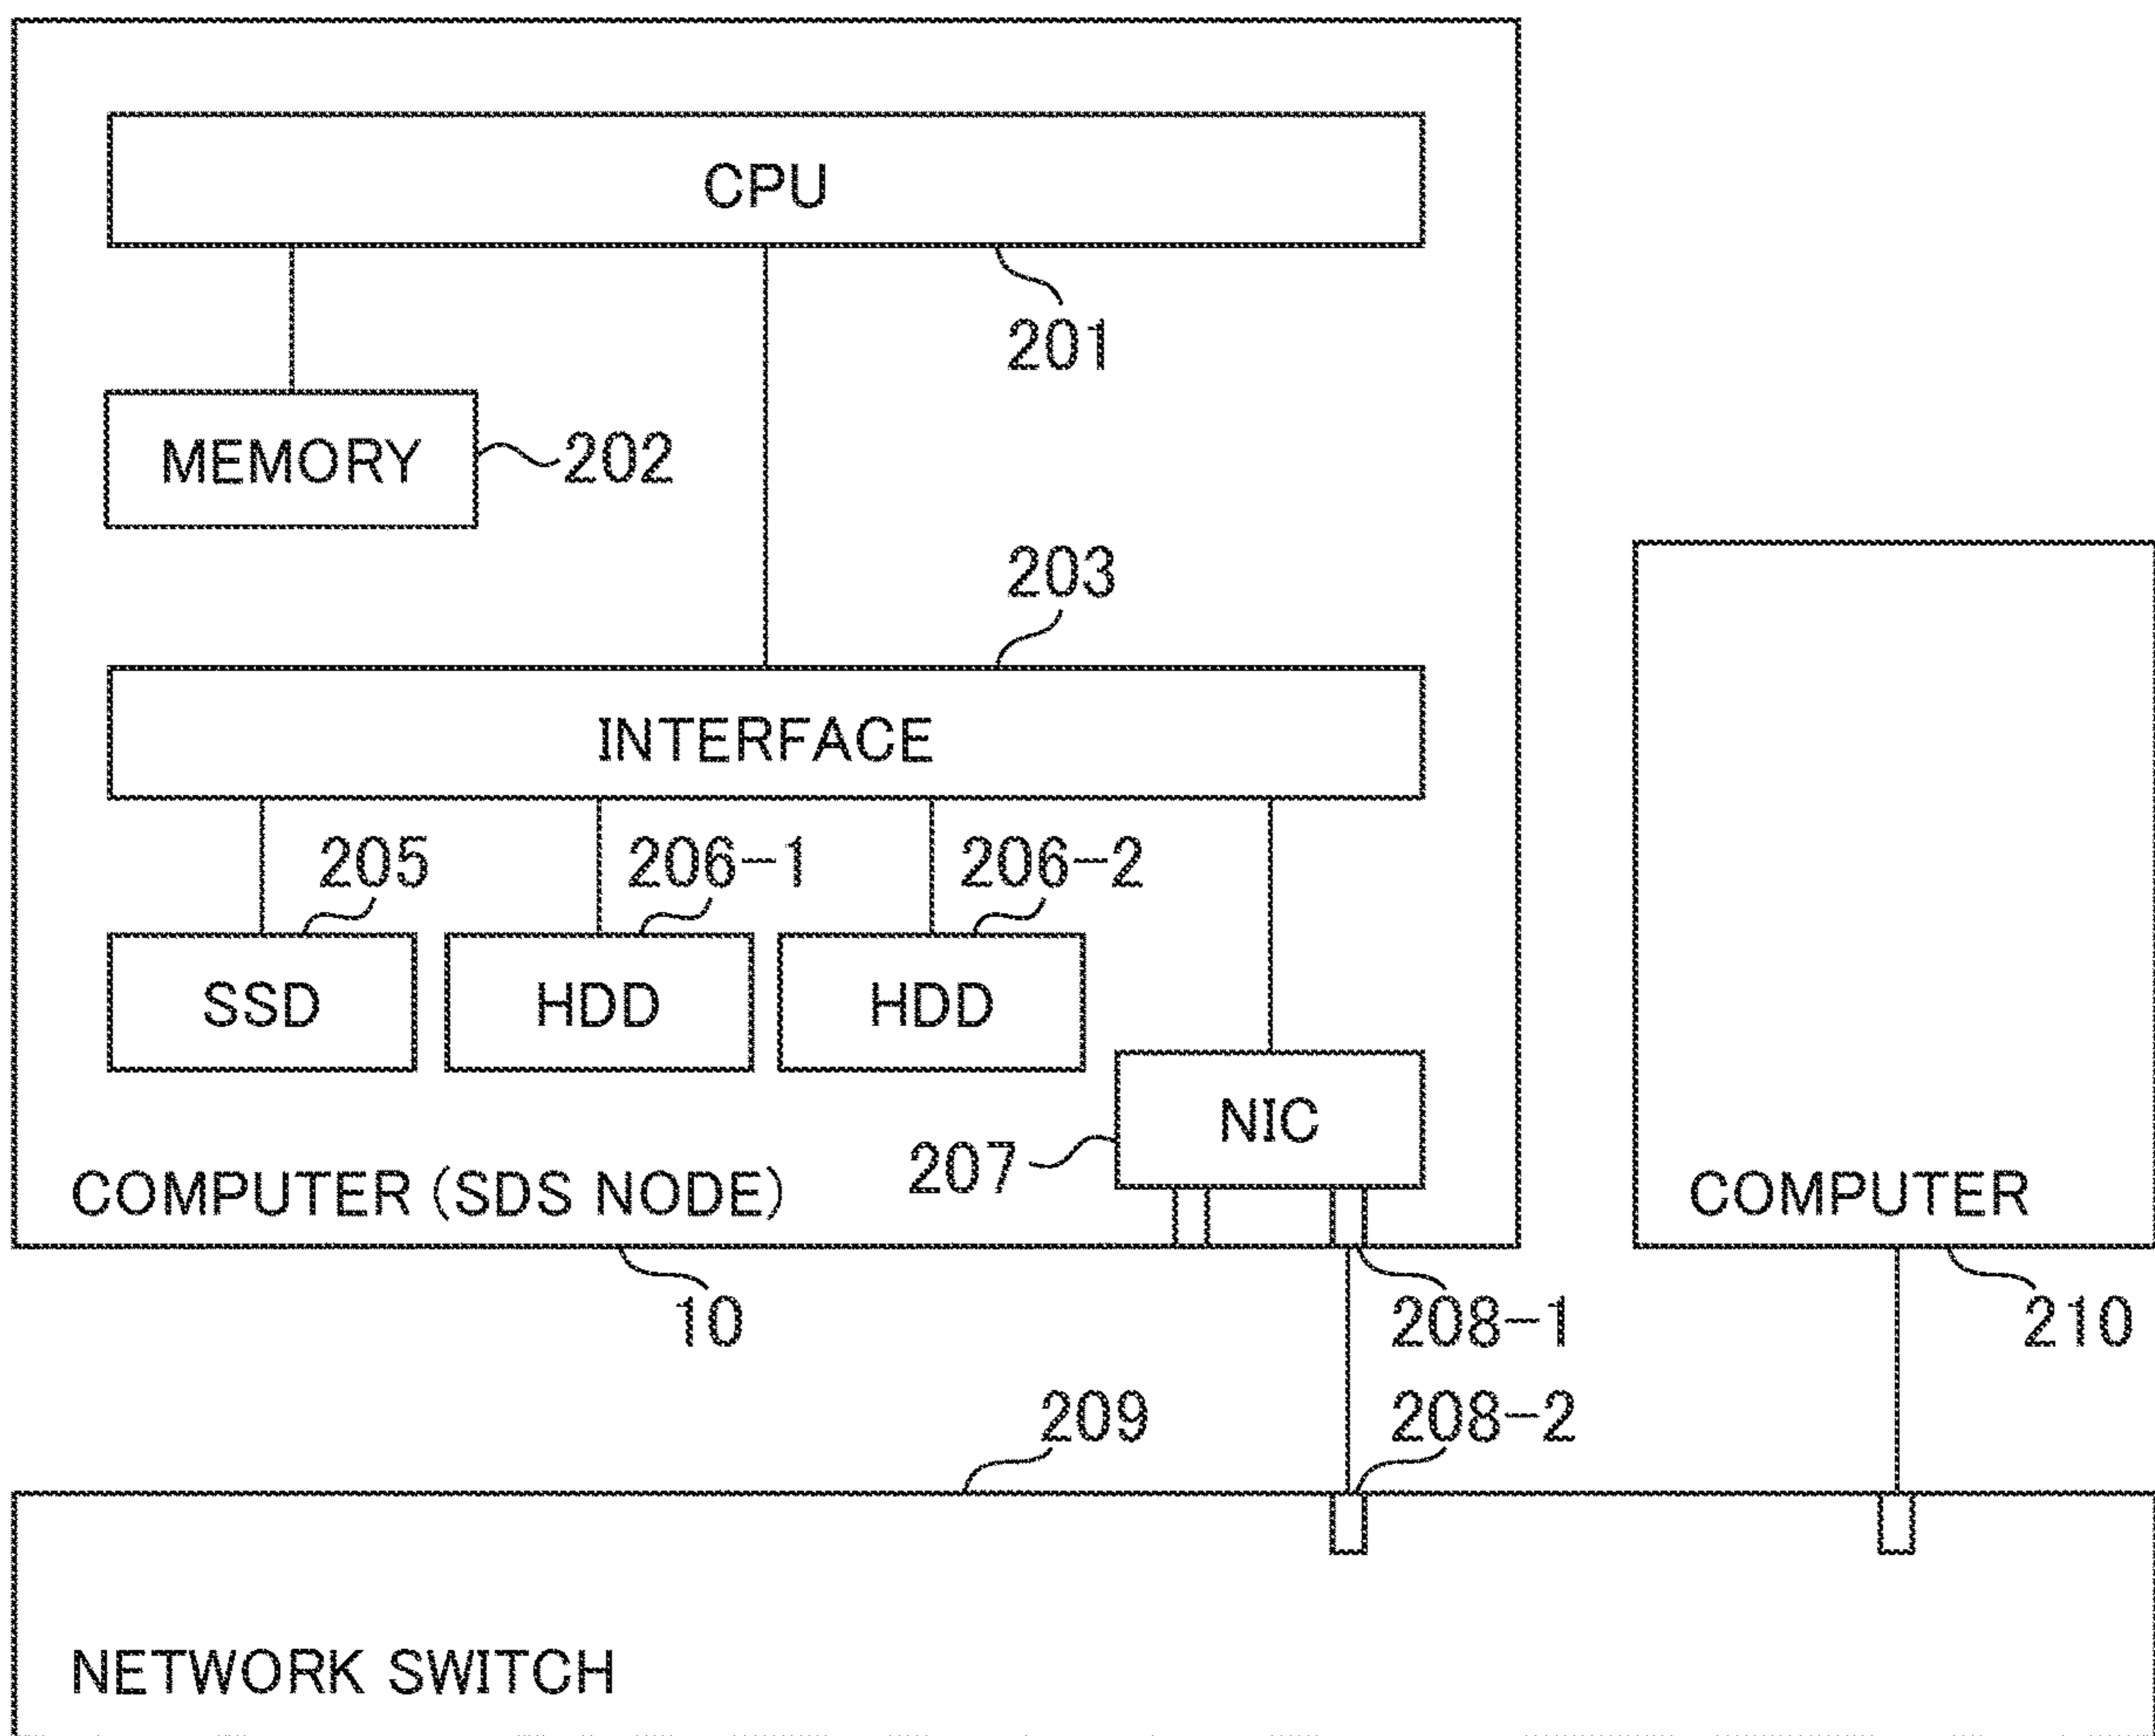 CPU
201
MEMORY
202
203
INTERFACE
205
206-1
206-2
SSD
HDD
HDD
NIC
207
COMPUTER (SDS NODE)
COMPUTER
10
208-1
210
209
208-2
NETWORK SWITCH